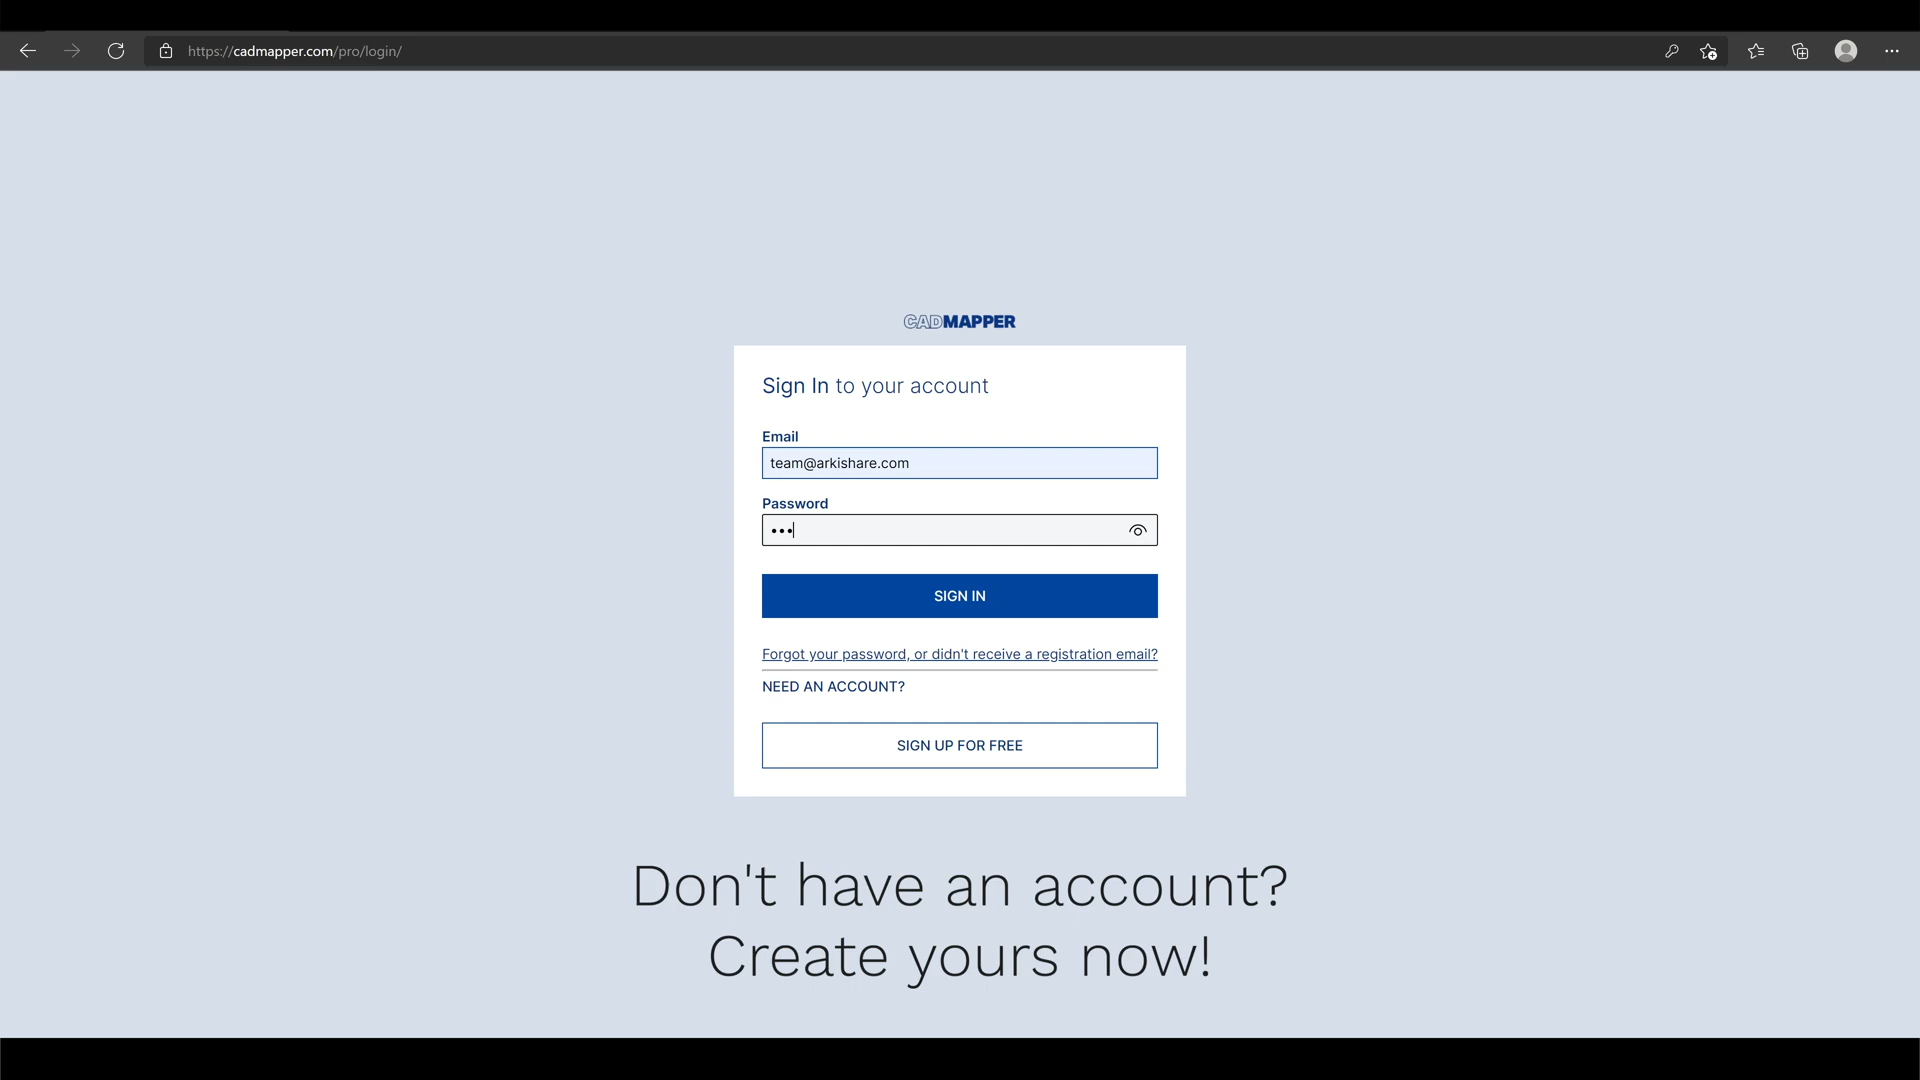 https://cadmapper.com/pro/login/
CADMAPPER
Sign In to your account
Email
team@arkishare.com
Password
•••
SIGN IN
Forgot your password, or didn't receive a registration email?
NEED AN ACCOUNT?
SIGN UP FOR FREE
Don't have an account?
Create yours now!